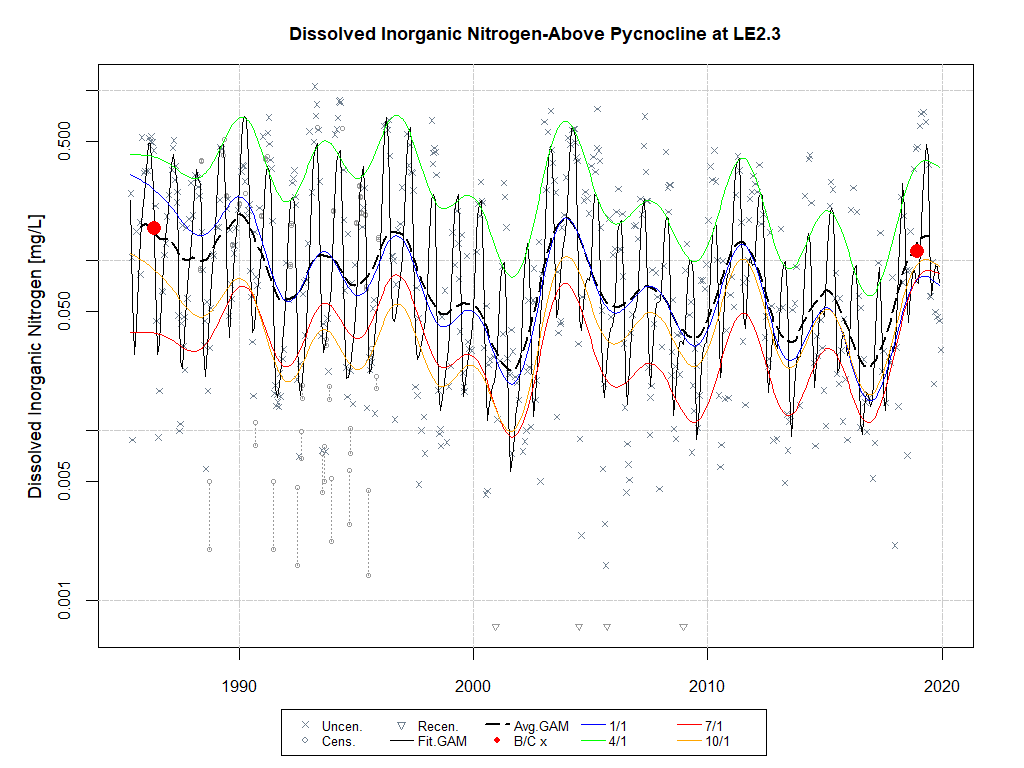 Dissolved Inorganic Nitrogen-Above Pycnocline at LE2.3
Dissolved Inorganic Nitrogen [mg/L]
0.500
0.050
0.005
0.001
1990 2000 2010 2020
Uncen. Recen. Avg.GAM 1/1 7/1
Cens. Fit.GAM B/C x 4/1 10/1